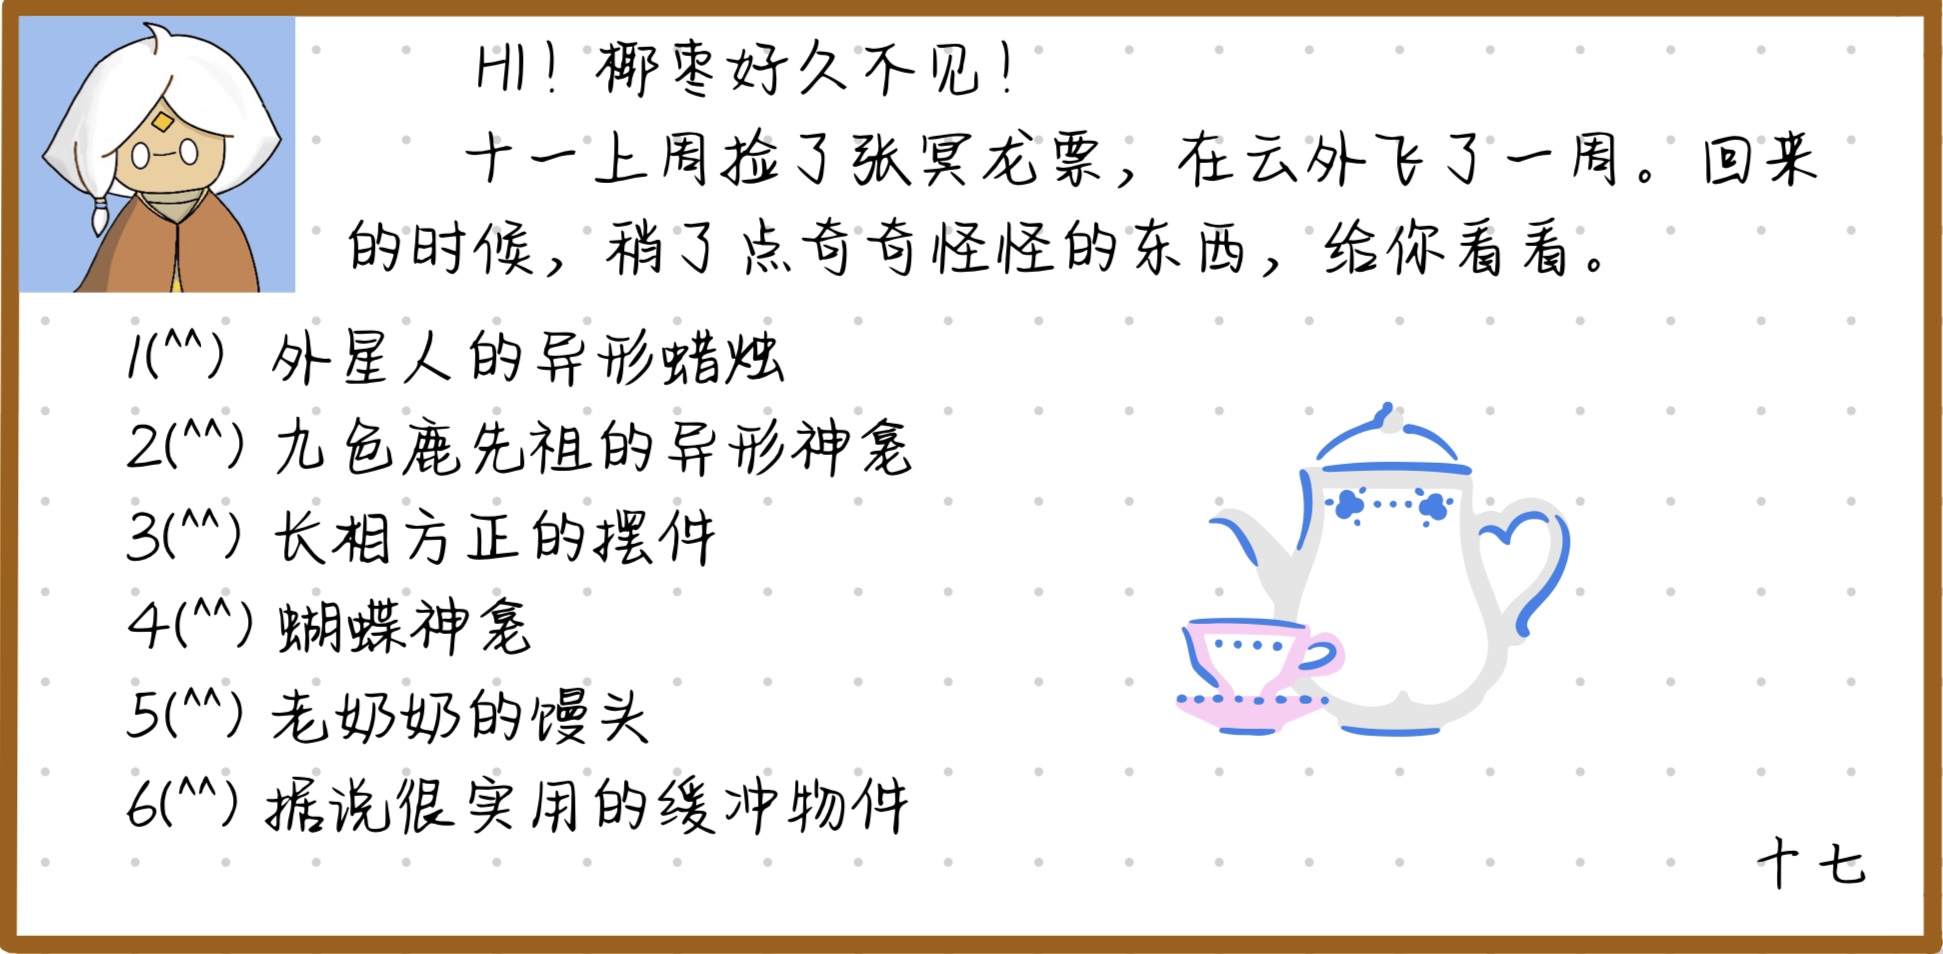 HI！椰枣好久不见！
十一上周捡了张冥龙票，在云外飞了一周。回来
的时候，稍了点奇奇怪怪的东西，给你看看。
1(^^) 外星人的异形蜡烛
2(^^) 九色鹿先祖的异形神龛
3(^^) 长相方正的摆件
4(^^) 蝴蝶神龛
5(^^) 老奶奶的馒头
6(^^) 据说很实用的缓冲物件
十七